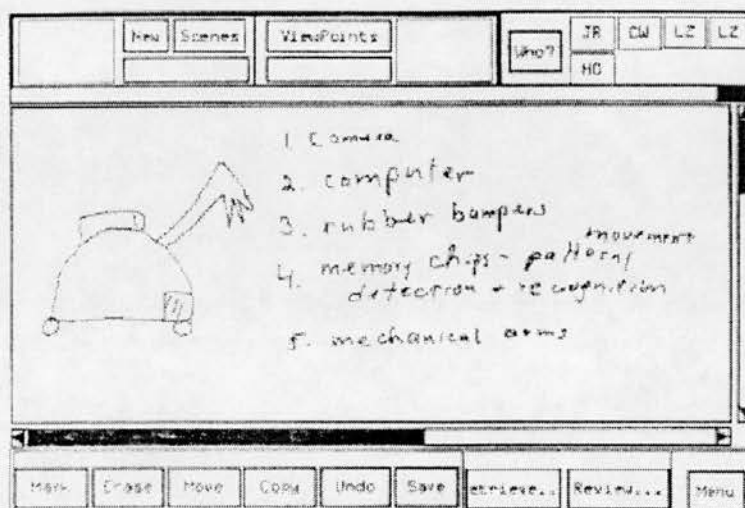 New Scenes ViewPoints Who? JR CW LZ LZ
HC
1 Camera
2. computer
3. rubber bumpers
movement
4. memory chips - pattern/
detection + recognition
5. mechanical arms
Mark Erase Move Copy Undo Save etrieve.. Review... Menu